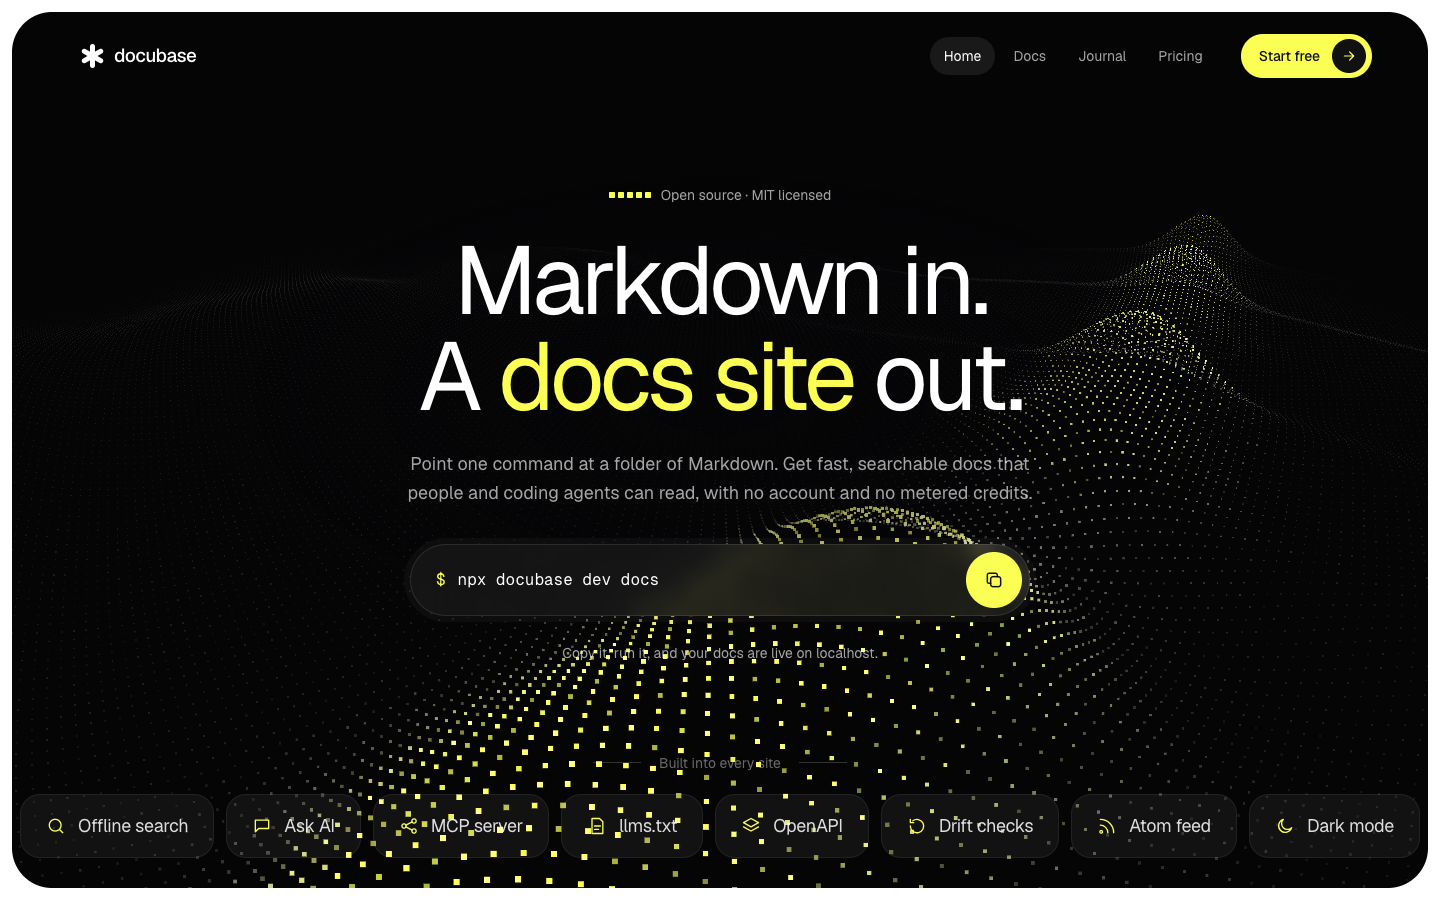 docubase
Home
Docs
Journal
Pricing
Start free
Open source · MIT licensed
Markdown in.
A docs site out.
Point one command at a folder of Markdown. Get fast, searchable docs that
people and coding agents can read, with no account and no metered credits.
$ npx docubase dev docs
Copy it, run it, and your docs are live on localhost.
Built into every site
Offline search
Ask AI
MCP server
llms.txt
OpenAPI
Drift checks
Atom feed
Dark mode